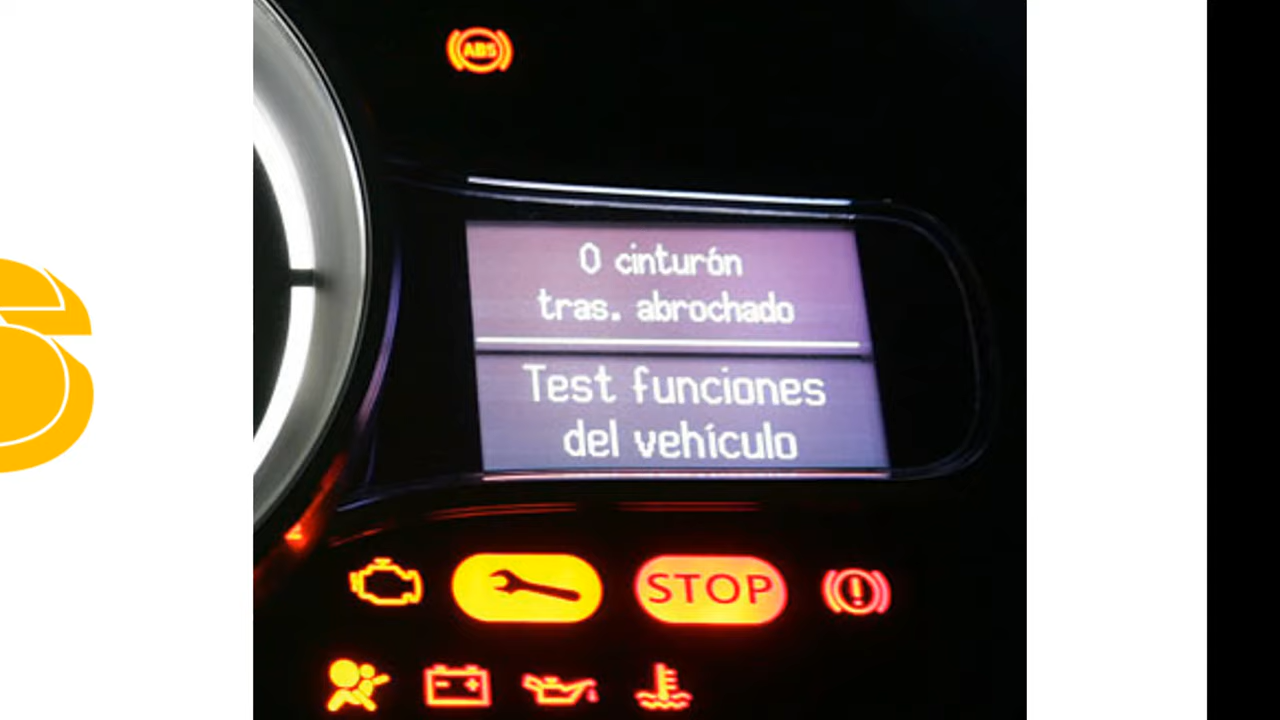 ABS
0 cinturón
tras. abrochado
Test funciones
del vehículo
STOP